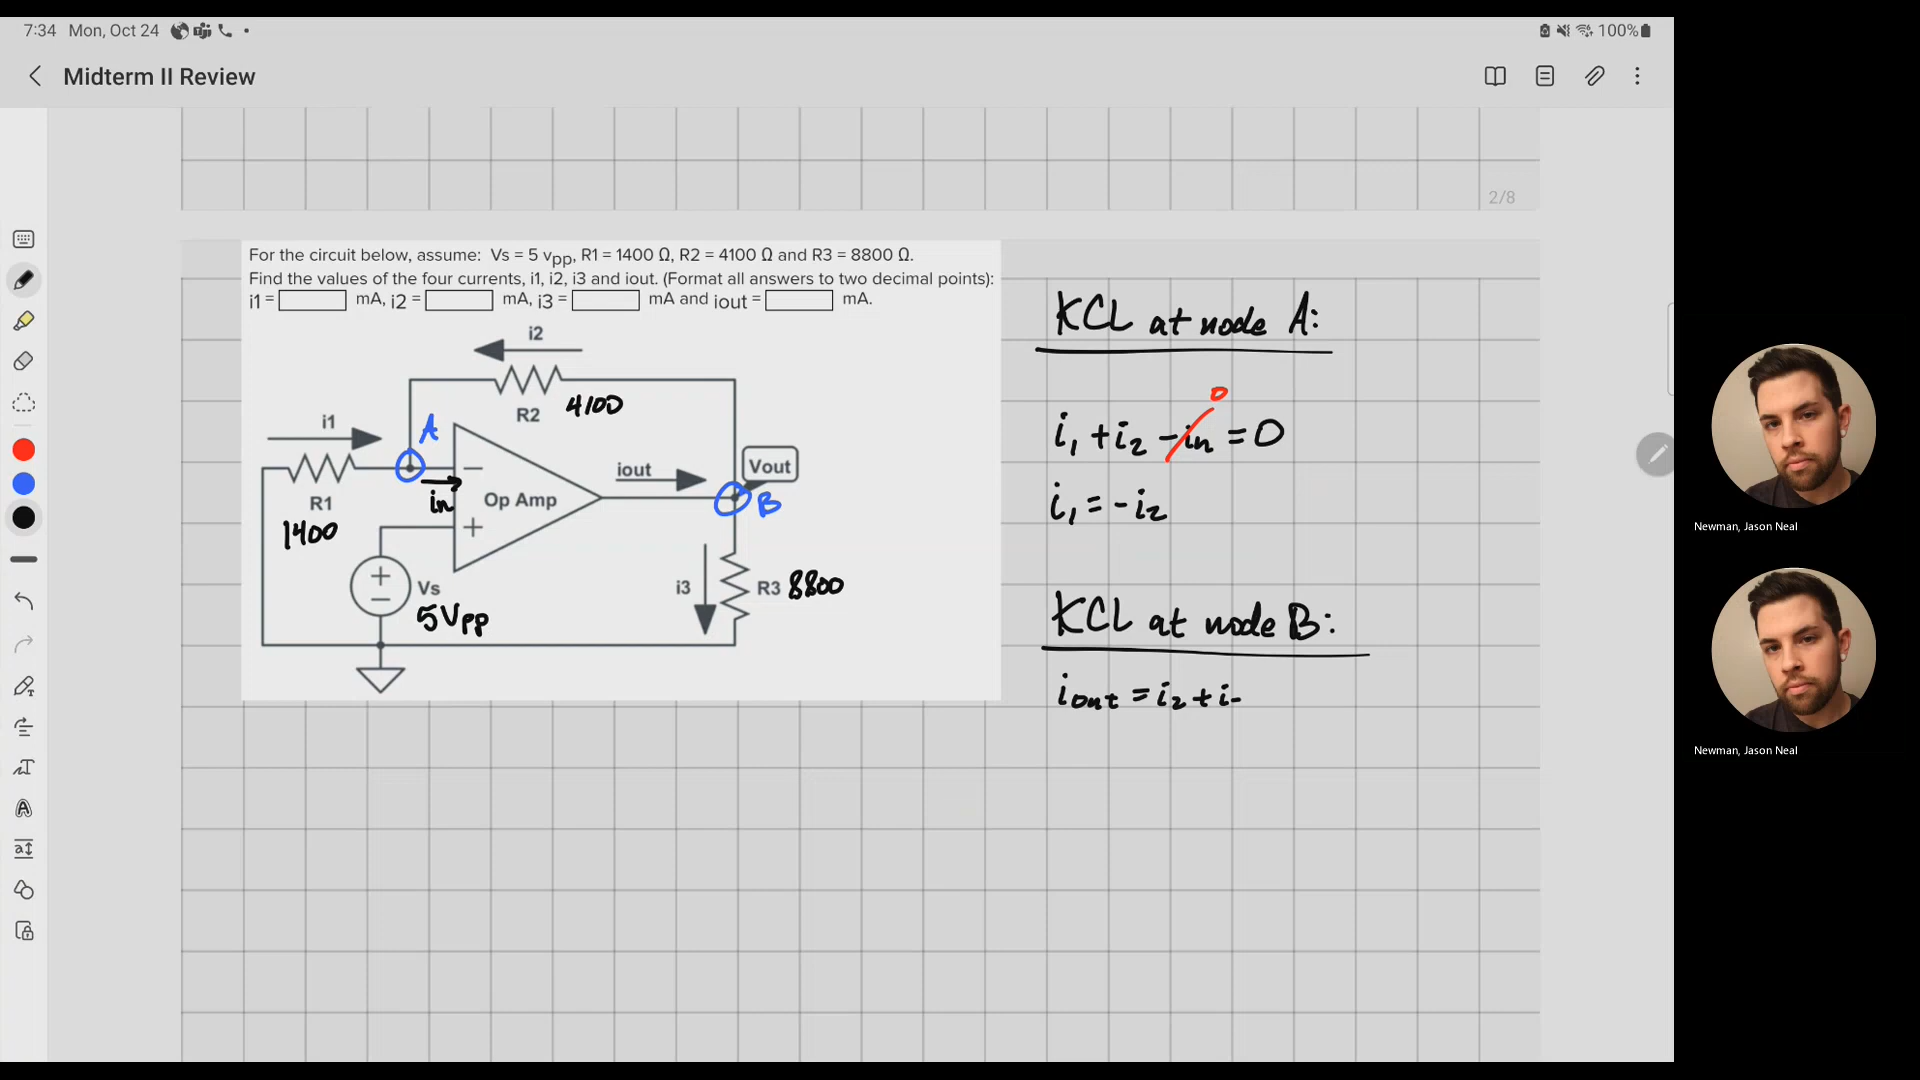 7:34 Mon, Oct 24
100%
Midterm II Review
2/8
For the circuit below, assume: Vs = 5 vpp, R1 = 1400 Ω, R2 = 4100 Ω and R3 = 8800 Ω.
Find the values of the four currents, i1, i2, i3 and iout. (Format all answers to two decimal points):
i1 = mA, i2 = mA, i3 = mA and iout = mA.
i2
R2 4100
i1
A
R1
1400
in
Op Amp
iout
Vout
B
Vs
5Vpp
i3
R3 8800
KCL at node A:
0
i1 + i2 - in = 0
i1 = -i2
KCL at node B:
iout = i2 + i
Newman, Jason Neal
Newman, Jason Neal